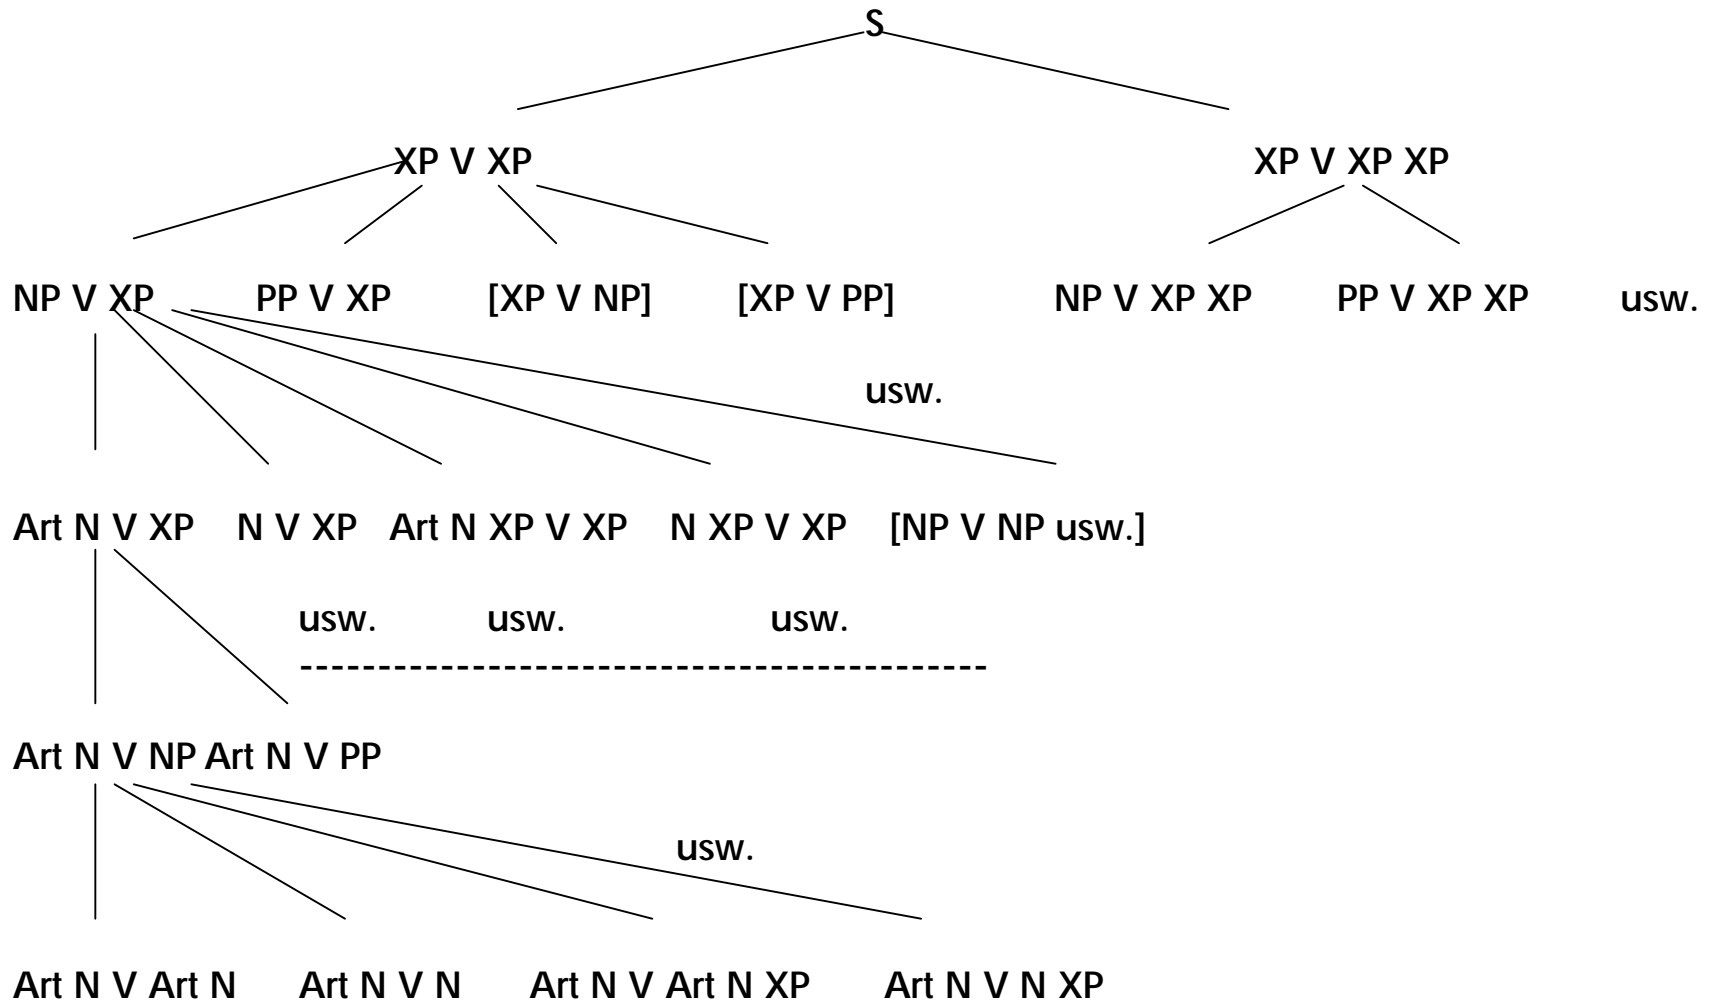 S
XP V XP XP V XP XP
NP V XP PP V XP [XP V NP] [XP V PP] NP V XP XP PP V XP XP usw.
usw.
Art N V XP N V XP Art N XP V XP N XP V XP [NP V NP usw.]
usw. usw. usw.
--------------------------------------------
Art N V NP Art N V PP
usw.
Art N V Art N Art N V N Art N V Art N XP Art N V N XP